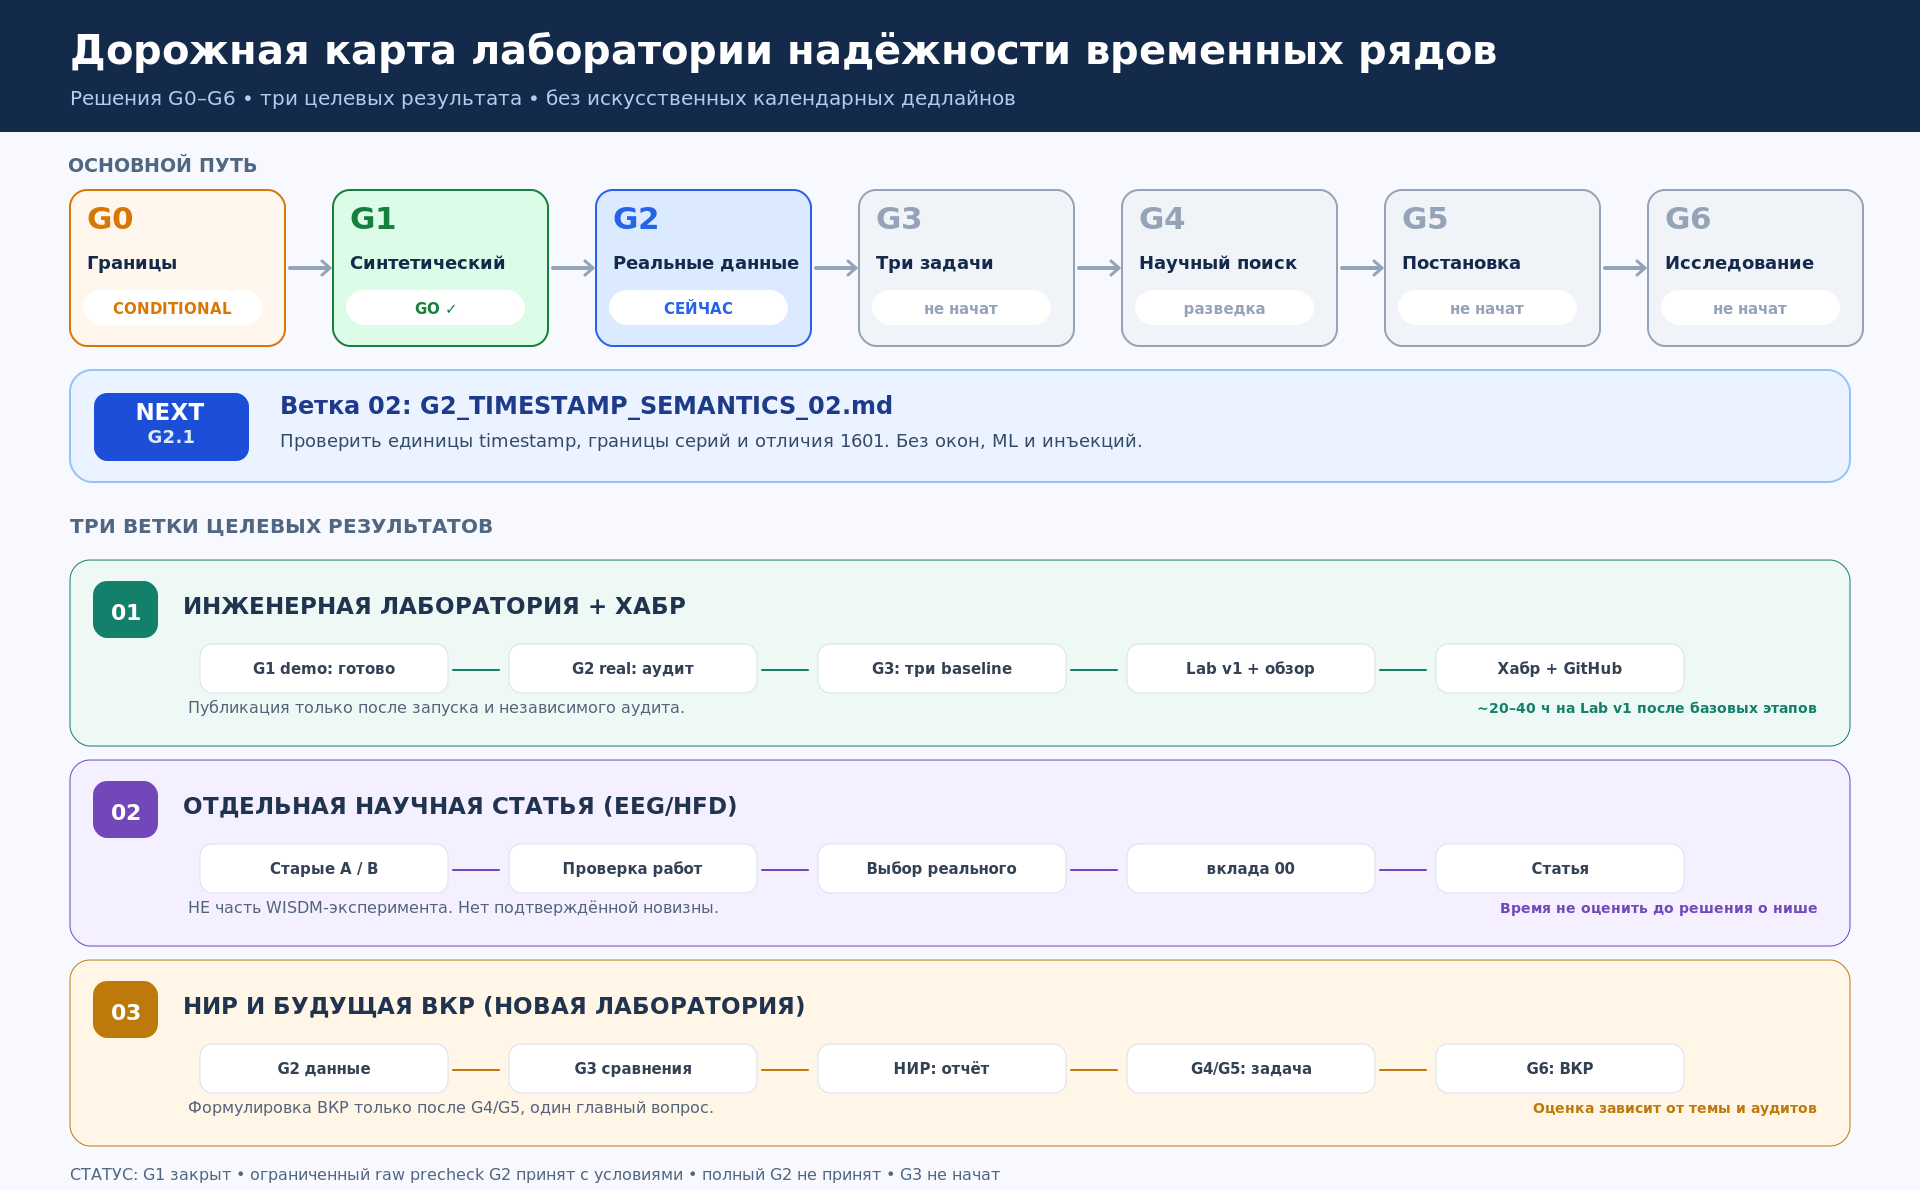 Дорожная карта лаборатории надёжности временных рядов
Решения G0–G6 • три целевых результата • без искусственных календарных дедлайнов
ОСНОВНОЙ ПУТЬ
G0
Границы
CONDITIONAL
G1
Синтетический
GO ✓
G2
Реальные данные
СЕЙЧАС
G3
Три задачи
не начат
G4
Научный поиск
разведка
G5
Постановка
не начат
G6
Исследование
не начат
NEXT
G2.1
Ветка 02: G2_TIMESTAMP_SEMANTICS_02.md
Проверить единицы timestamp, границы серий и отличия 1601. Без окон, ML и инъекций.
ТРИ ВЕТКИ ЦЕЛЕВЫХ РЕЗУЛЬТАТОВ
01
ИНЖЕНЕРНАЯ ЛАБОРАТОРИЯ + ХАБР
G1 demo: готово
G2 real: аудит
G3: три baseline
Lab v1 + обзор
Хабр + GitHub
Публикация только после запуска и независимого аудита.
~20–40 ч на Lab v1 после базовых этапов
02
ОТДЕЛЬНАЯ НАУЧНАЯ СТАТЬЯ (EEG/HFD)
Старые A / B
Проверка работ
Выбор реального
вклада 00
Статья
НЕ часть WISDM-эксперимента. Нет подтверждённой новизны.
Время не оценить до решения о нише
03
НИР И БУДУЩАЯ ВКР (НОВАЯ ЛАБОРАТОРИЯ)
G2 данные
G3 сравнения
НИР: отчёт
G4/G5: задача
G6: ВКР
Формулировка ВКР только после G4/G5, один главный вопрос.
Оценка зависит от темы и аудитов
СТАТУС: G1 закрыт • ограниченный raw precheck G2 принят с условиями • полный G2 не принят • G3 не начат